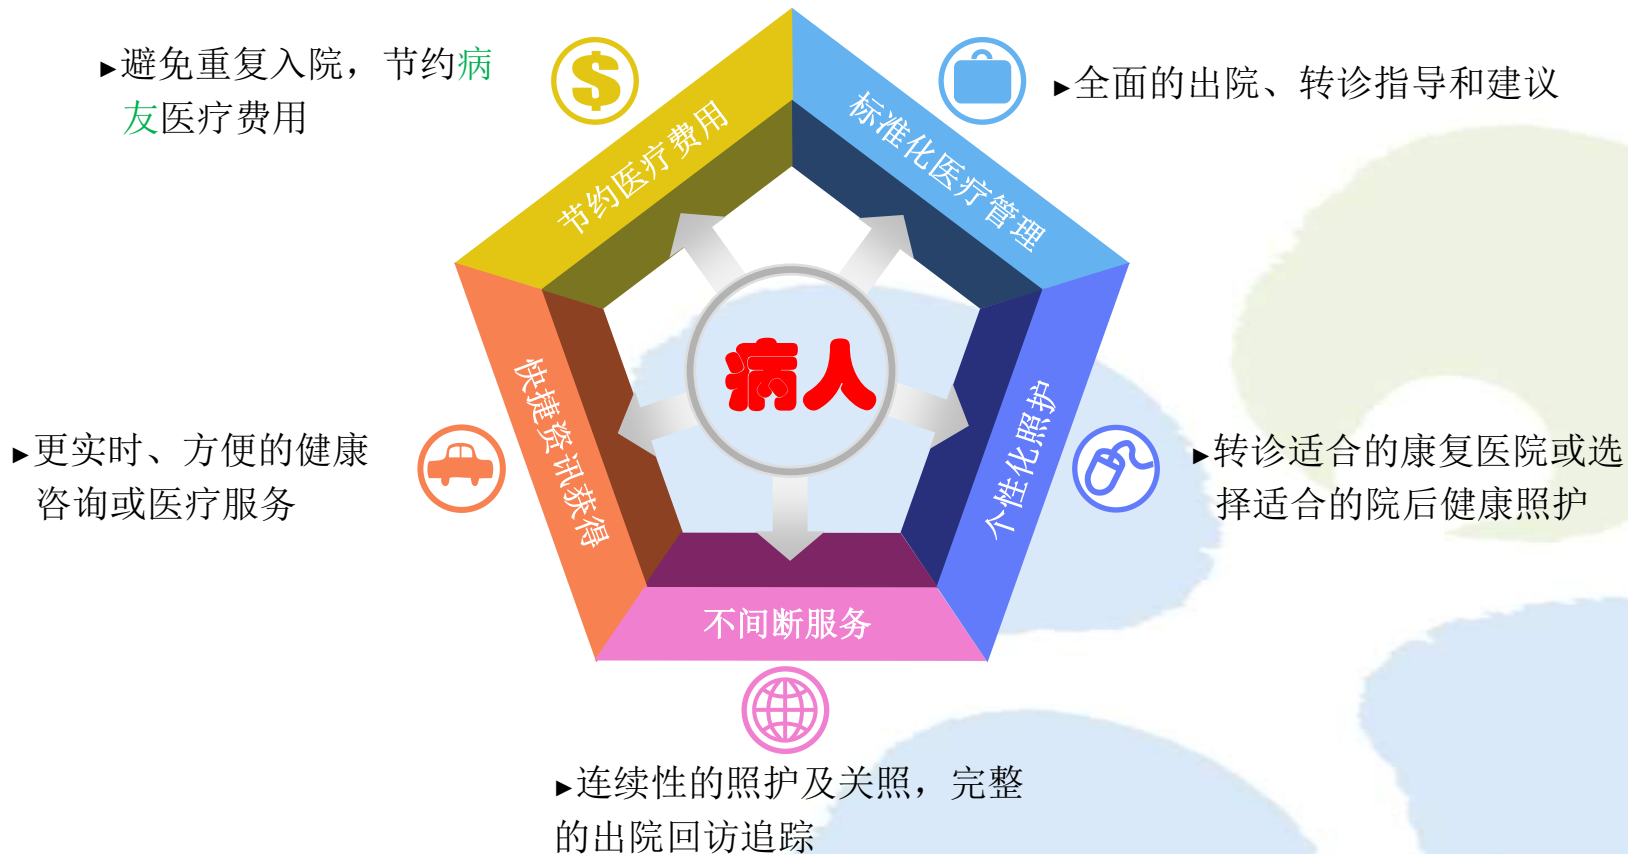 ▸避免重复入院，节约病
友医疗费用
节约医疗费用
标准化医疗管理
▸全面的出院、转诊指导和建议
病人
快捷资讯获得
▸更实时、方便的健康
咨询或医疗服务
个性化照护
▸转诊适合的康复医院或选
择适合的院后健康照护
不间断服务
▸连续性的照护及关照，完整
的出院回访追踪